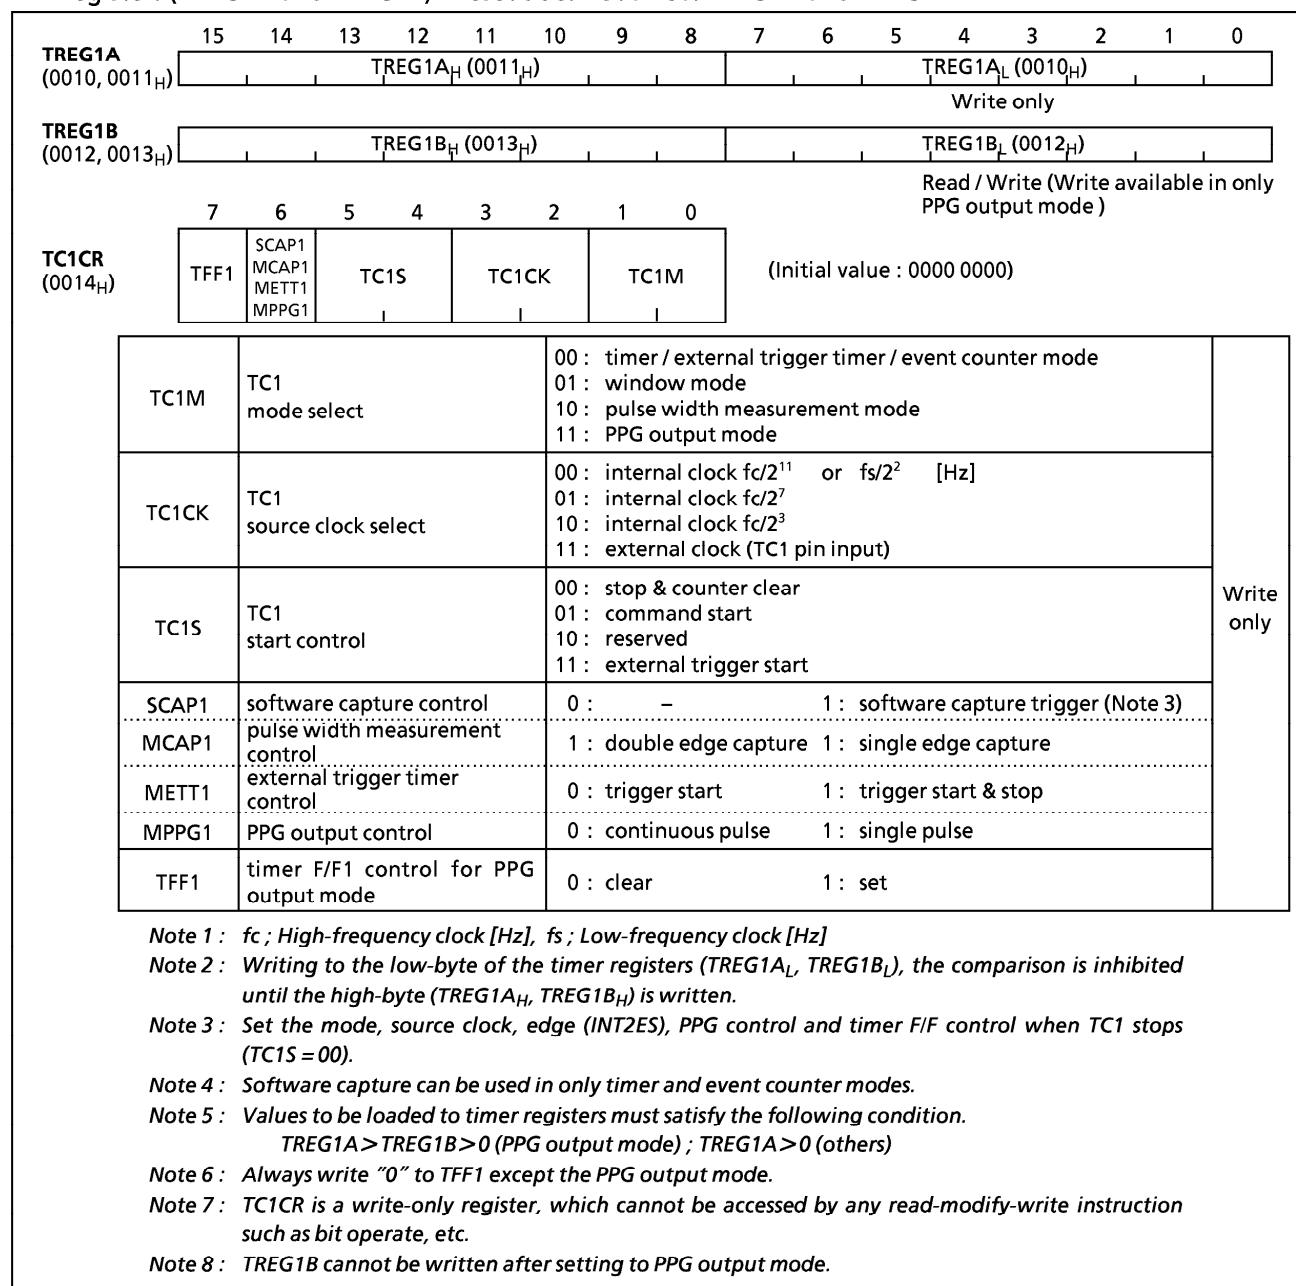 15 14 13 12 11 10 9 8 7 6 5 4 3 2 1 0
TREG1A
(0010, 0011H)
TREG1AH (0011H) TREG1AL (0010H)
Write only
TREG1B
(0012, 0013H)
TREG1BH (0013H) TREG1BL (0012H)
Read / Write (Write available in only
PPG output mode )
7 6 5 4 3 2 1 0
TC1CR
(0014H)
TFF1
SCAP1
MCAP1
METT1
MPPG1
TC1S TC1CK TC1M
(Initial value : 0000 0000)
TC1M
TC1
mode select
00 : timer / external trigger timer / event counter mode
01 : window mode
10 : pulse width measurement mode
11 : PPG output mode
TC1CK
TC1
source clock select
00 : internal clock fc/2¹¹ or fs/2² [Hz]
01 : internal clock fc/2⁷
10 : internal clock fc/2³
11 : external clock (TC1 pin input)
TC1S
TC1
start control
00 : stop & counter clear
01 : command start
10 : reserved
11 : external trigger start
Write
only
SCAP1 software capture control 0 : – 1 : software capture trigger (Note 3)
MCAP1
pulse width measurement
control
1 : double edge capture 1 : single edge capture
METT1
external trigger timer
control
0 : trigger start 1 : trigger start & stop
MPPG1 PPG output control 0 : continuous pulse 1 : single pulse
TFF1
timer F/F1 control for PPG
output mode
0 : clear 1 : set
Note 1 : fc ; High-frequency clock [Hz], fs ; Low-frequency clock [Hz]
Note 2 : Writing to the low-byte of the timer registers (TREG1AL, TREG1BL), the comparison is inhibited
until the high-byte (TREG1AH, TREG1BH) is written.
Note 3 : Set the mode, source clock, edge (INT2ES), PPG control and timer F/F control when TC1 stops
(TC1S = 00).
Note 4 : Software capture can be used in only timer and event counter modes.
Note 5 : Values to be loaded to timer registers must satisfy the following condition.
TREG1A > TREG1B > 0 (PPG output mode) ; TREG1A > 0 (others)
Note 6 : Always write "0" to TFF1 except the PPG output mode.
Note 7 : TC1CR is a write-only register, which cannot be accessed by any read-modify-write instruction
such as bit operate, etc.
Note 8 : TREG1B cannot be written after setting to PPG output mode.